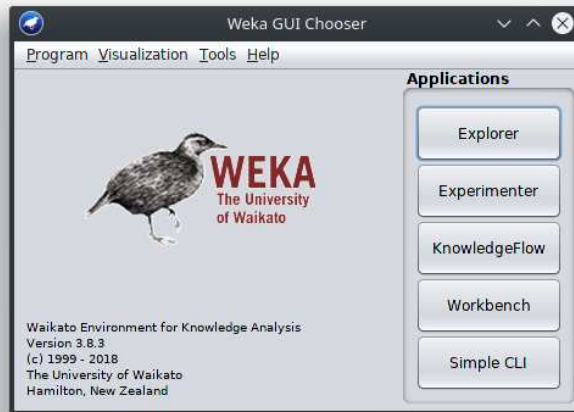 Weka GUI Chooser
Program Visualization Tools Help
Applications
Explorer
Experimenter
KnowledgeFlow
Workbench
Simple CLI
WEKA
The University
of Waikato
Waikato Environment for Knowledge Analysis
Version 3.8.3
(c) 1999 - 2018
The University of Waikato
Hamilton, New Zealand